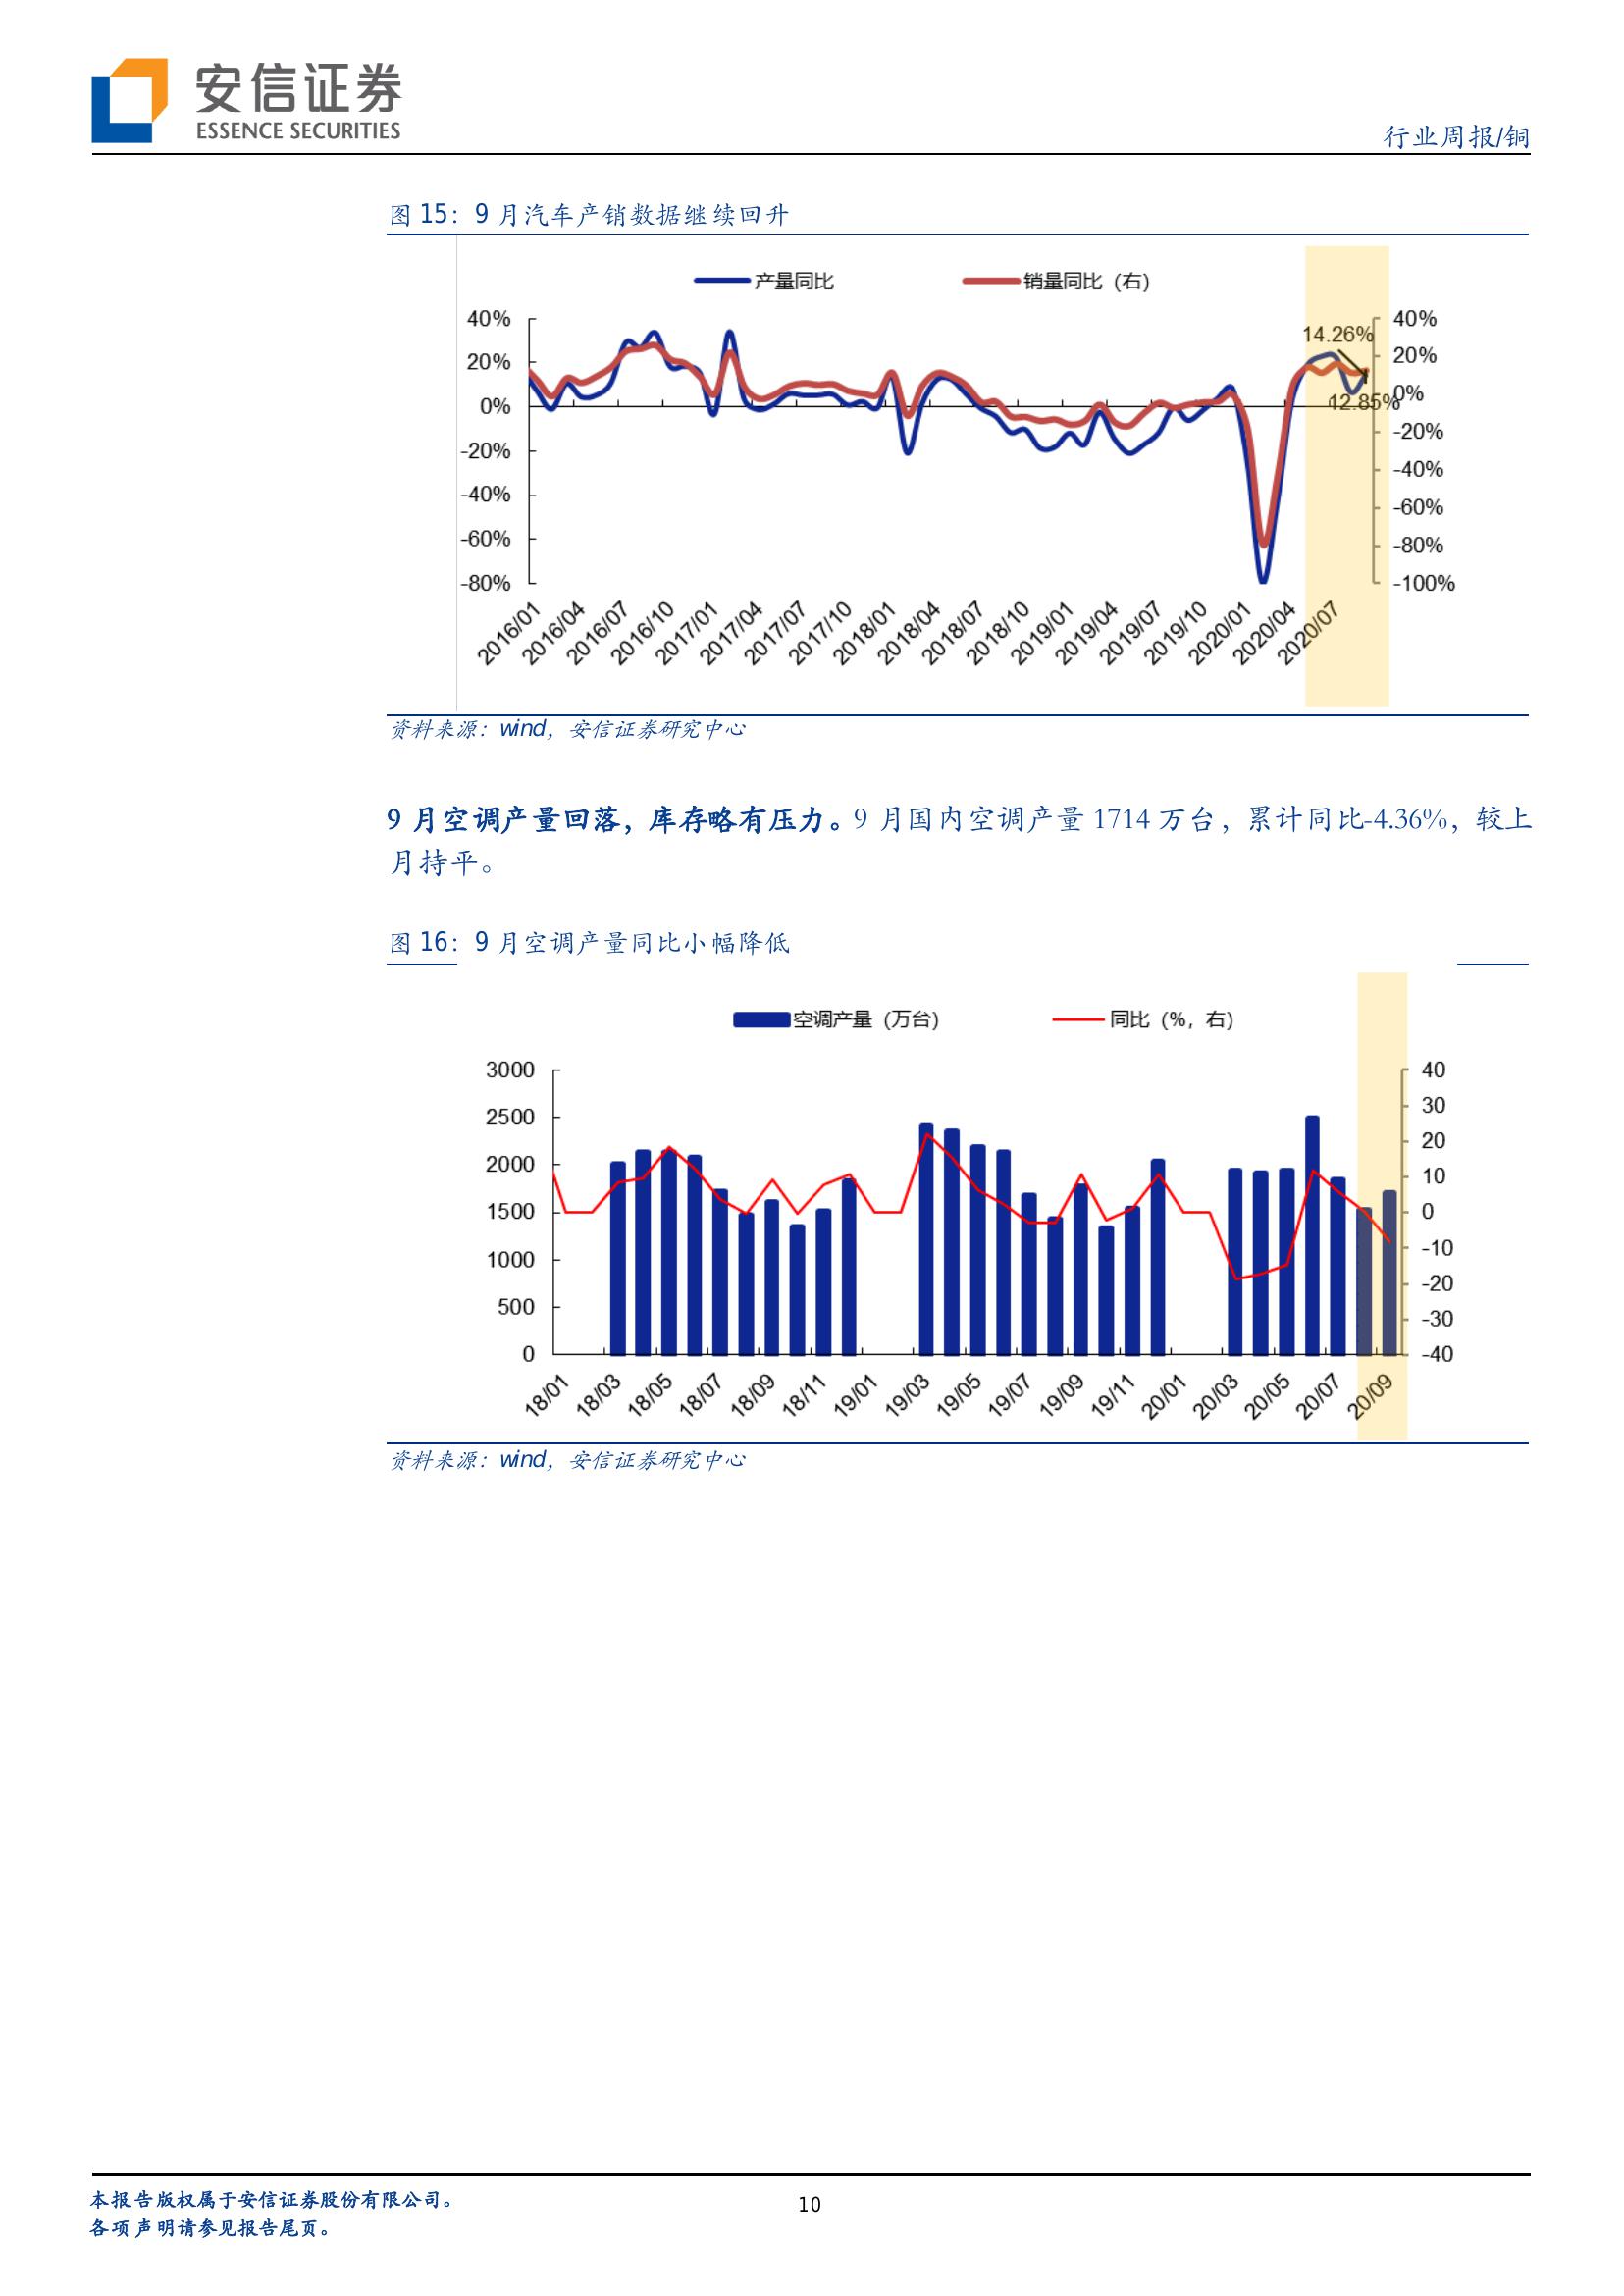 安信证券
ESSENCE SECURITIES
行业周报/铜
图 15：9 月汽车产销数据继续回升
产量同比 销量同比（右）
40% 40%
14.26%
20% 20%
0% 0%
12.85%
-20% -20%
-40% -40%
-60% -60%
-80%
-80% -100%
2016/01 2016/04 2016/07 2016/10 2017/01 2017/04 2017/07 2017/10 2018/01 2018/04 2018/07 2018/10 2019/01 2019/04 2019/07 2019/10 2020/01 2020/04 2020/07
资料来源：wind，安信证券研究中心
9 月空调产量回落，库存略有压力。9 月国内空调产量 1714 万台，累计同比-4.36%，较上
月持平。
图 16：9 月空调产量同比小幅降低
空调产量（万台） 同比（%，右）
3000 40
30
2500
20
2000
10
1500 0
1000 -10
-20
500
-30
0 -40
18/01 18/03 18/05 18/07 18/09 18/11 19/01 19/03 19/05 19/07 19/09 19/11 20/01 20/03 20/05 20/07 20/09
资料来源：wind，安信证券研究中心
本报告版权属于安信证券股份有限公司。
各项声明请参见报告尾页。
10